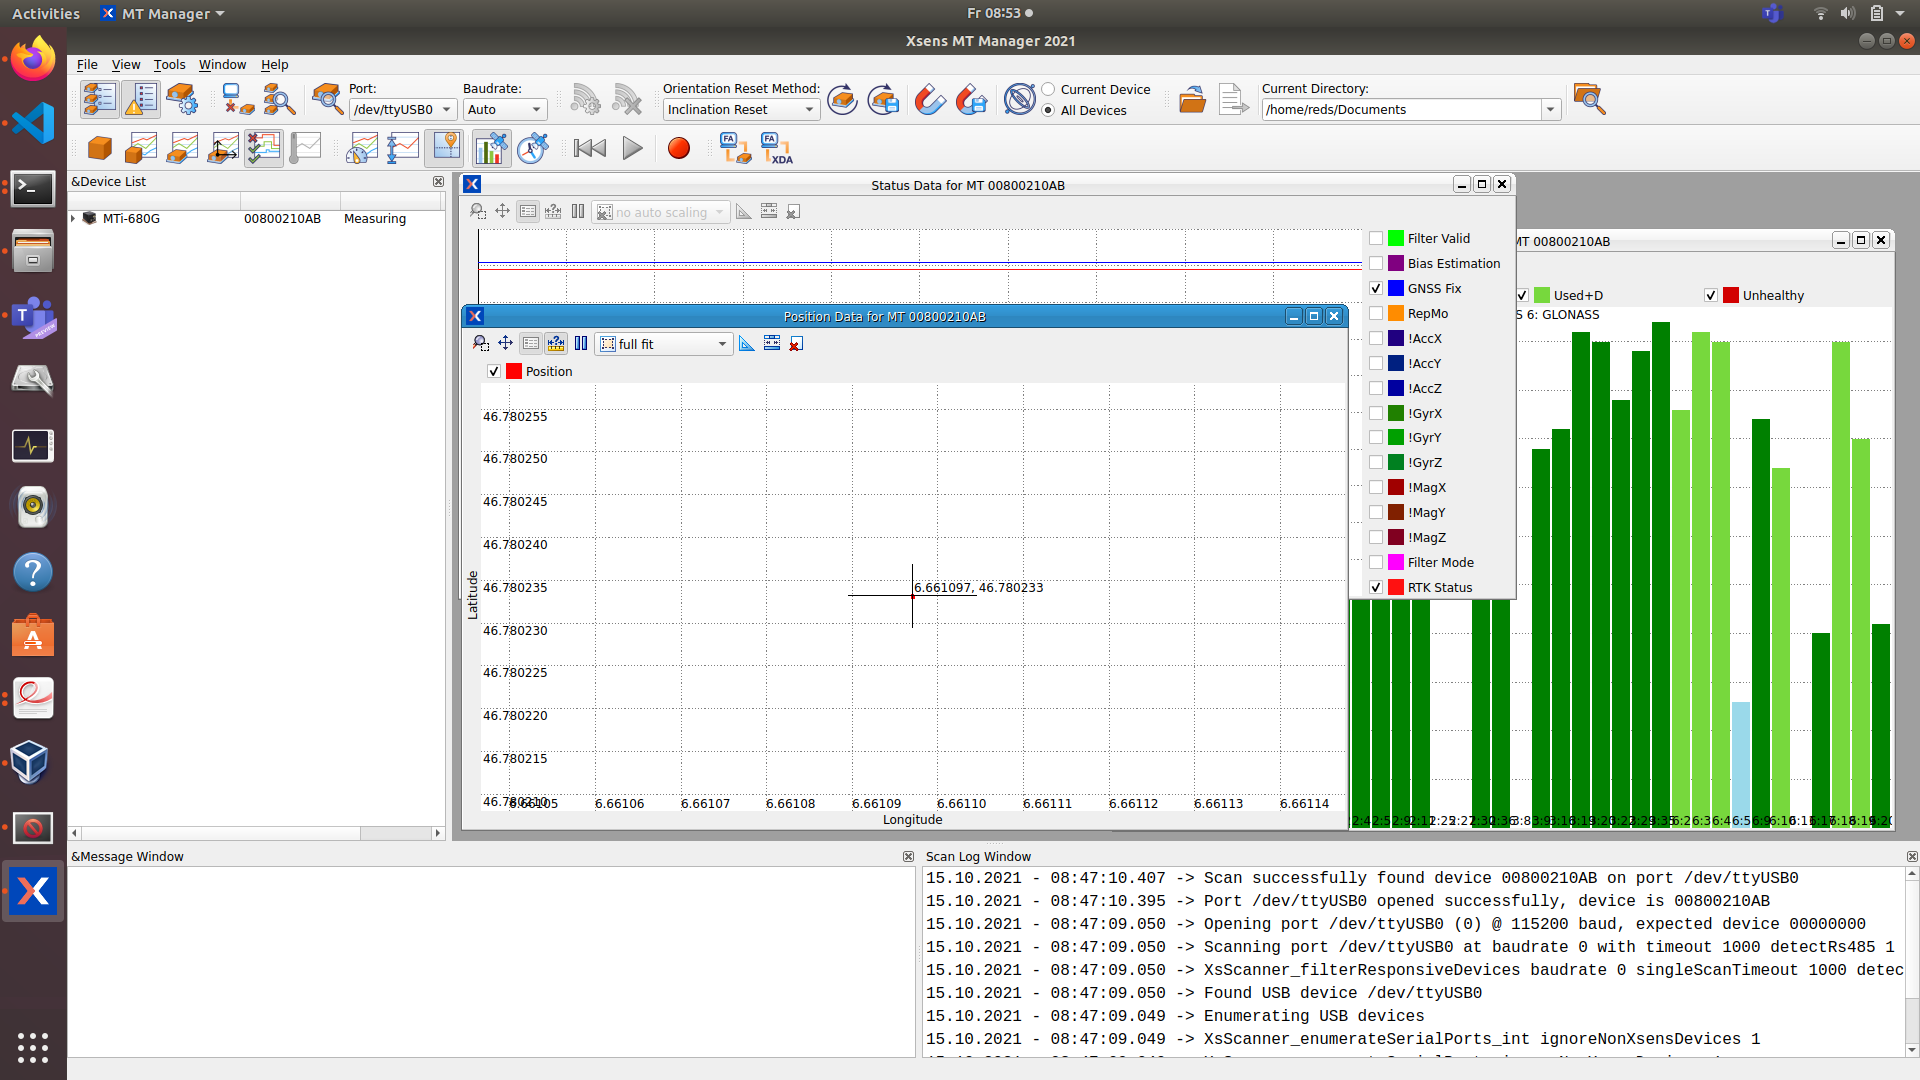 Activities
MT Manager
Fr 08:53
Xsens MT Manager 2021
File View Tools Window Help
Port:
Baudrate:
Orientation Reset Method:
Current Device
Current Directory:
/dev/ttyUSB0
Auto
Inclination Reset
All Devices
/home/reds/Documents
FA
FA
XDA
&Device List
MTi-680G 00800210AB Measuring
Status Data for MT 00800210AB
no auto scaling
Filter Valid
Bias Estimation
GNSS Fix
RepMo
!AccX
!AccY
!AccZ
!GyrX
!GyrY
!GyrZ
!MagX
!MagY
!MagZ
Filter Mode
RTK Status
MT 00800210AB
Used+D
Unhealthy
S 6: GLONASS
Position Data for MT 00800210AB
full fit
Position
46.780255
46.780250
46.780245
46.780240
46.780235
46.780230
46.780225
46.780220
46.780215
46.780210
Latitude
6.661097, 46.780233
6.66105 6.66106 6.66107 6.66108 6.66109 6.66110 6.66111 6.66112 6.66113 6.66114
Longitude
&Message Window
Scan Log Window
15.10.2021 - 08:47:10.407 -> Scan successfully found device 00800210AB on port /dev/ttyUSB0
15.10.2021 - 08:47:10.395 -> Port /dev/ttyUSB0 opened successfully, device is 00800210AB
15.10.2021 - 08:47:09.050 -> Opening port /dev/ttyUSB0 (0) @ 115200 baud, expected device 00000000
15.10.2021 - 08:47:09.050 -> Scanning port /dev/ttyUSB0 at baudrate 0 with timeout 1000 detectRs485 1
15.10.2021 - 08:47:09.050 -> XsScanner_filterResponsiveDevices baudrate 0 singleScanTimeout 1000 detec
15.10.2021 - 08:47:09.050 -> Found USB device /dev/ttyUSB0
15.10.2021 - 08:47:09.049 -> Enumerating USB devices
15.10.2021 - 08:47:09.049 -> XsScanner_enumerateSerialPorts_int ignoreNonXsensDevices 1